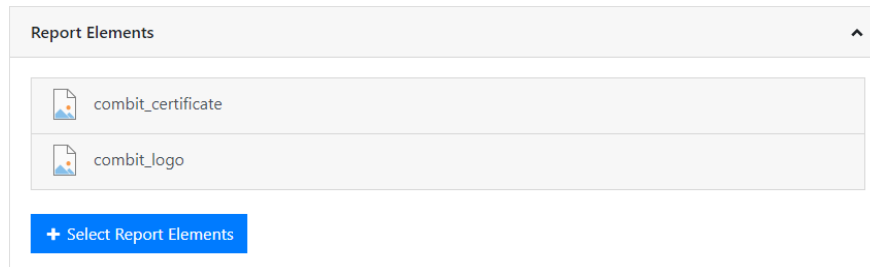 Report Elements
combit_certificate
combit_logo
+ Select Report Elements